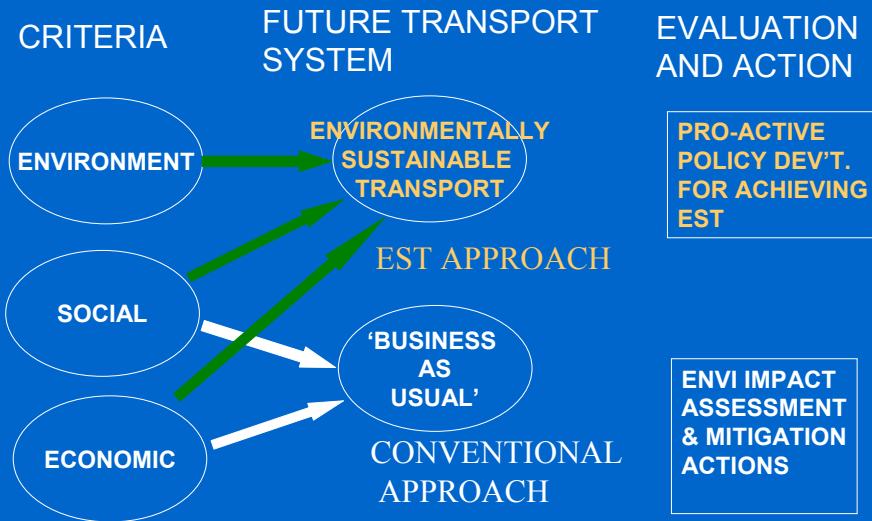 CRITERIA
FUTURE TRANSPORT
SYSTEM
EVALUATION
AND ACTION
ENVIRONMENT
ENVIRONMENTALLY
SUSTAINABLE
TRANSPORT
PRO-ACTIVE
POLICY DEV'T.
FOR ACHIEVING
EST
EST APPROACH
SOCIAL
‘BUSINESS
AS
USUAL’
ENVI IMPACT
ASSESSMENT
& MITIGATION
ACTIONS
ECONOMIC
CONVENTIONAL
APPROACH